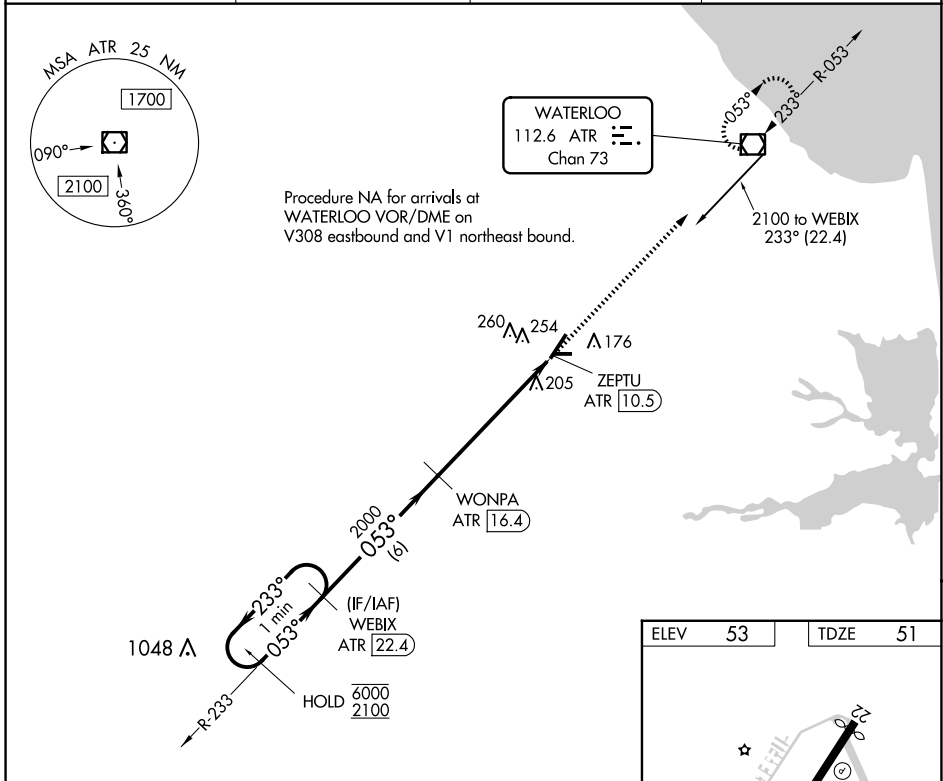 MSA ATR 25 NM
1700
090°
2100
360°
WATERLOO
112.6 ATR
Chan 73
053°
233°
R-053
2100 to WEBIX
233° (22.4)
Procedure NA for arrivals at
WATERLOO VOR/DME on
V308 eastbound and V1 northeast bound.
260
254
176
205
ZEPTU
ATR 10.5
WONPA
ATR 16.4
2000
053°
(6)
233°
1 min
053°
(IF/IAF)
WEBIX
ATR 22.4
1048
HOLD 6000
2100
R-233
ELEV 53
TDZE 51
22